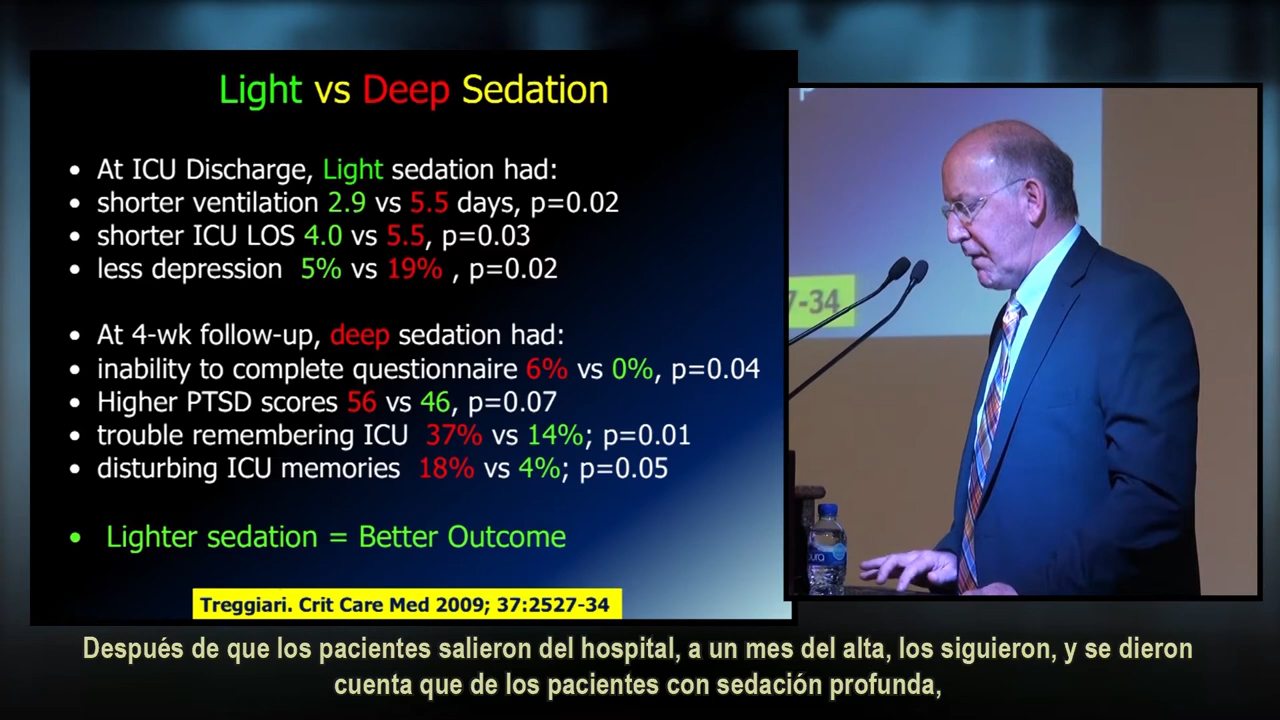 Light vs Deep Sedation
• At ICU Discharge, Light sedation had:
• shorter ventilation 2.9 vs 5.5 days, p=0.02
• shorter ICU LOS 4.0 vs 5.5, p=0.03
• less depression 5% vs 19% , p=0.02
• At 4-wk follow-up, deep sedation had:
• inability to complete questionnaire 6% vs 0%, p=0.04
• Higher PTSD scores 56 vs 46, p=0.07
• trouble remembering ICU 37% vs 14%; p=0.01
• disturbing ICU memories 18% vs 4%; p=0.05
• Lighter sedation = Better Outcome
Treggiari. Crit Care Med 2009; 37:2527-34
7-34
Después de que los pacientes salieron del hospital, a un mes del alta, los siguieron, y se dieron
cuenta que de los pacientes con sedación profunda,